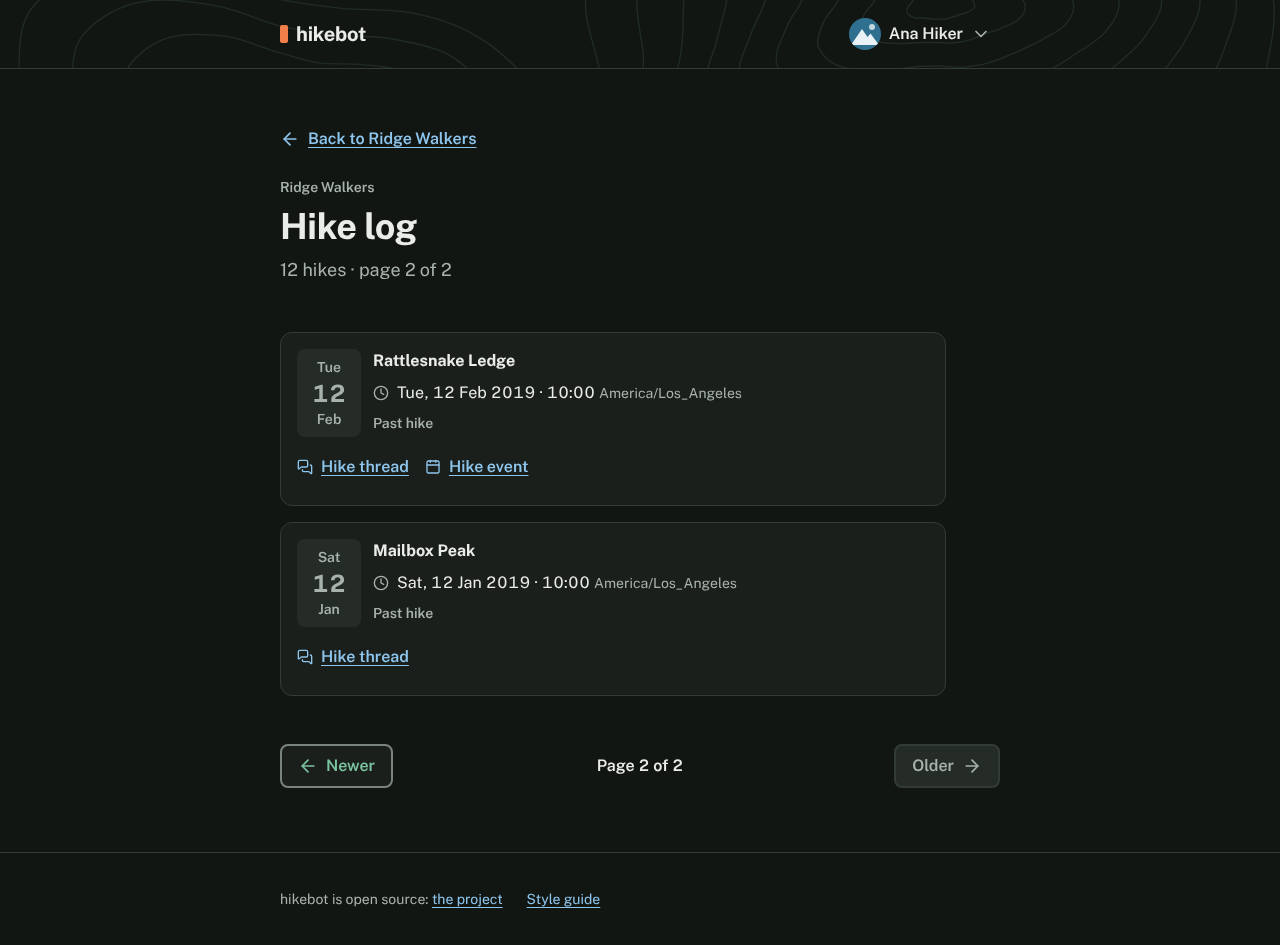 hikebot
Ana Hiker
Back to Ridge Walkers
Ridge Walkers
Hike log
12 hikes · page 2 of 2
Tue
12
Feb
Rattlesnake Ledge
Tue, 12 Feb 2019 · 10:00 America/Los_Angeles
Past hike
Hike thread
Hike event
Sat
12
Jan
Mailbox Peak
Sat, 12 Jan 2019 · 10:00 America/Los_Angeles
Past hike
Hike thread
Newer
Page 2 of 2
Older
hikebot is open source: the project
Style guide